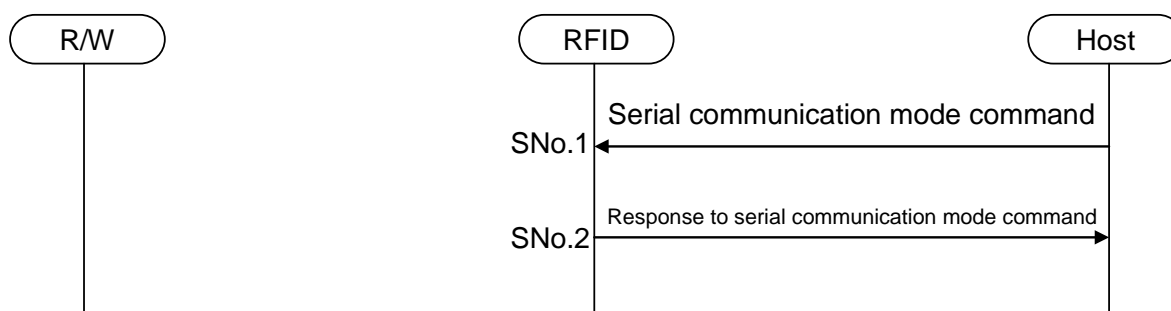 R/W
RFID
Host
Serial communication mode command
SNo.1
Response to serial communication mode command
SNo.2